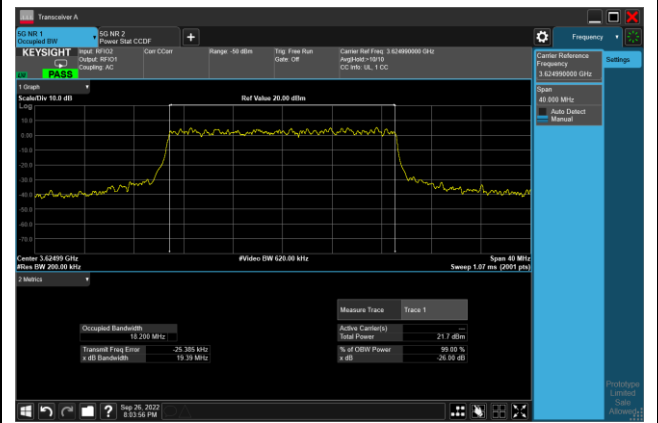 Transceiver A
5G NR 1
Occupied BW
5G NR 2
Power Stat CCDF
Frequency
KEYSIGHT
Input: RFIO2
Output: RFIO1
Coupling: AC
Corr CCorr
Range: -50 dBm
Trig: Free Run
Gate: Off
Carrier Ref Freq: 3.624990000 GHz
Avg|Hold:>10/10
CC Info: UL, 1 CC
PASS
Carrier Reference
Frequency
3.624990000 GHz
Settings
Span
40.000 MHz
Auto Detect
Manual
1 Graph
Scale/Div 10.0 dB
Ref Value 20.00 dBm
Log
10.0
0.00
-10.0
-20.0
-30.0
-40.0
-50.0
-60.0
-70.0
Center 3.62499 GHz
#Video BW 620.00 kHz
Span 40 MHz
#Res BW 200.00 kHz
Sweep 1.07 ms (2001 pts)
2 Metrics
Measure Trace
Trace 1
Occupied Bandwidth
18.200 MHz
Active Carrier(s)
---
Total Power
21.7 dBm
Transmit Freq Error
-25.385 kHz
x dB Bandwidth
19.39 MHz
% of OBW Power
99.00 %
x dB
-26.00 dB
Sep 26, 2022
8:03:56 PM
Prototype
Limited
Sale
Allowed